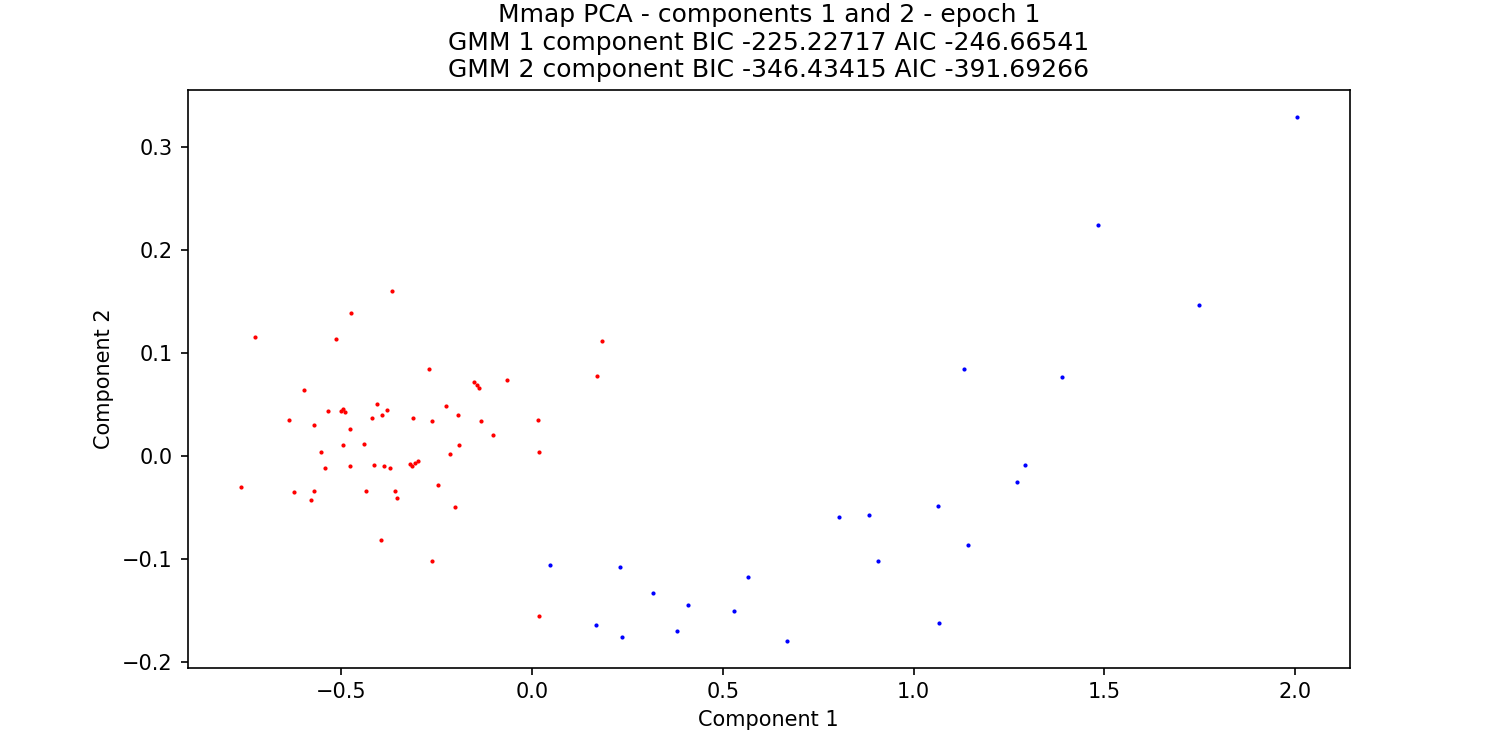 Mmap PCA - components 1 and 2 - epoch 1
GMM 1 component BIC -225.22717 AIC -246.66541
GMM 2 component BIC -346.43415 AIC -391.69266
0.3
0.2
0.1
0.0
−0.1
−0.2
Component 2
−0.5
0.0
0.5
1.0
1.5
2.0
Component 1